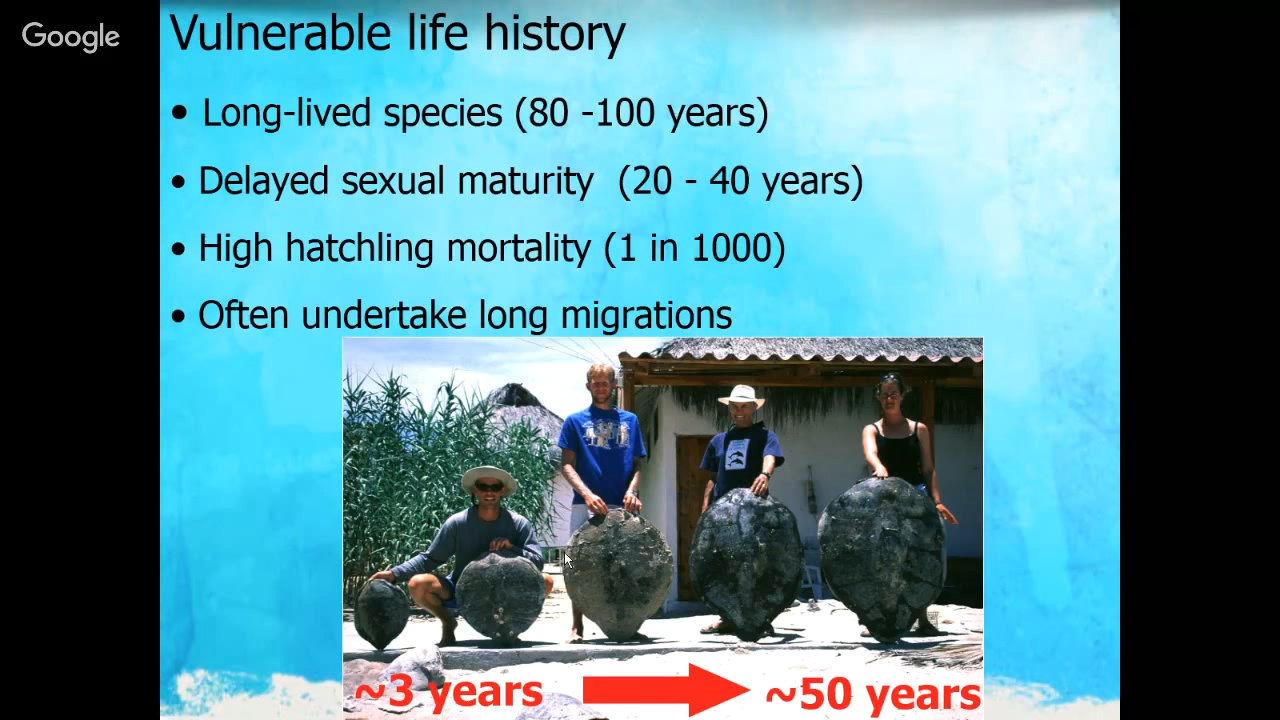 Google
Vulnerable life history
• Long-lived species (80 -100 years)
• Delayed sexual maturity  (20 - 40 years)
• High hatchling mortality (1 in 1000)
• Often undertake long migrations
~3 years
~50 years